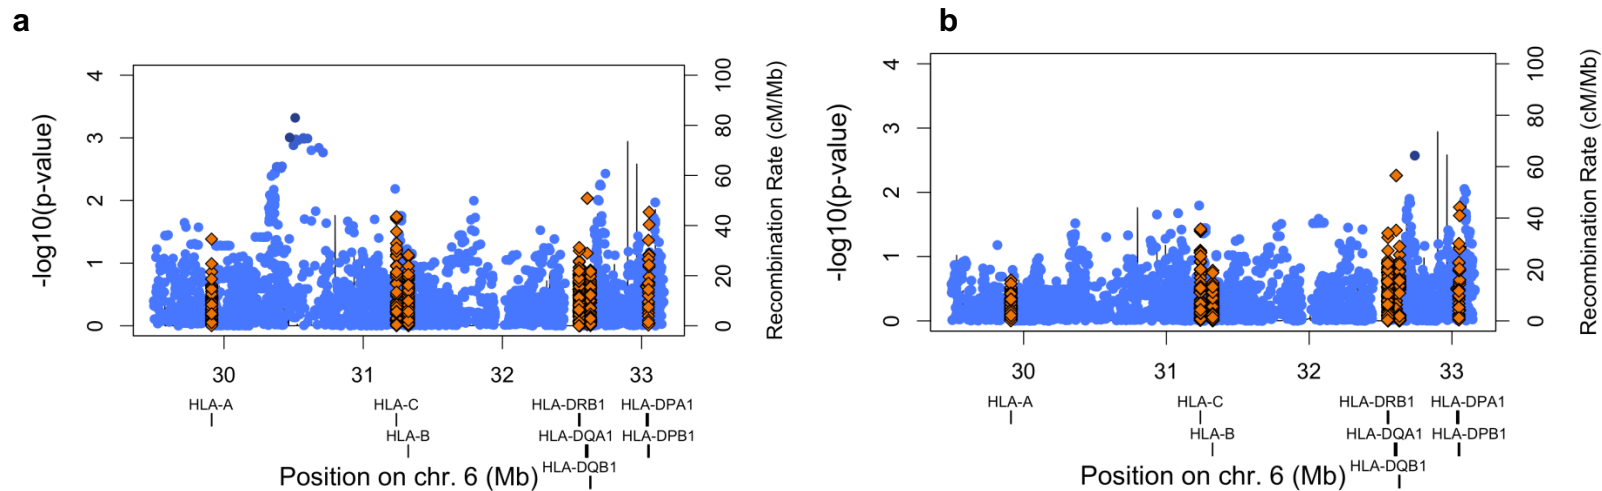 a
-log10(p-value)
4
3
2
1
0
100
80
60
40
20
0
Recombination Rate (cM/Mb)
30 31 32 33
HLA-A HLA-C HLA-DRB1 HLA-DPA1
HLA-B HLA-DQA1 HLA-DPB1
HLA-DQB1
Position on chr. 6 (Mb)
b
-log10(p-value)
4
3
2
1
0
100
80
60
40
20
0
Recombination Rate (cM/Mb)
30 31 32 33
HLA-A HLA-C HLA-DRB1 HLA-DPA1
HLA-B HLA-DQA1 HLA-DPB1
HLA-DQB1
Position on chr. 6 (Mb)